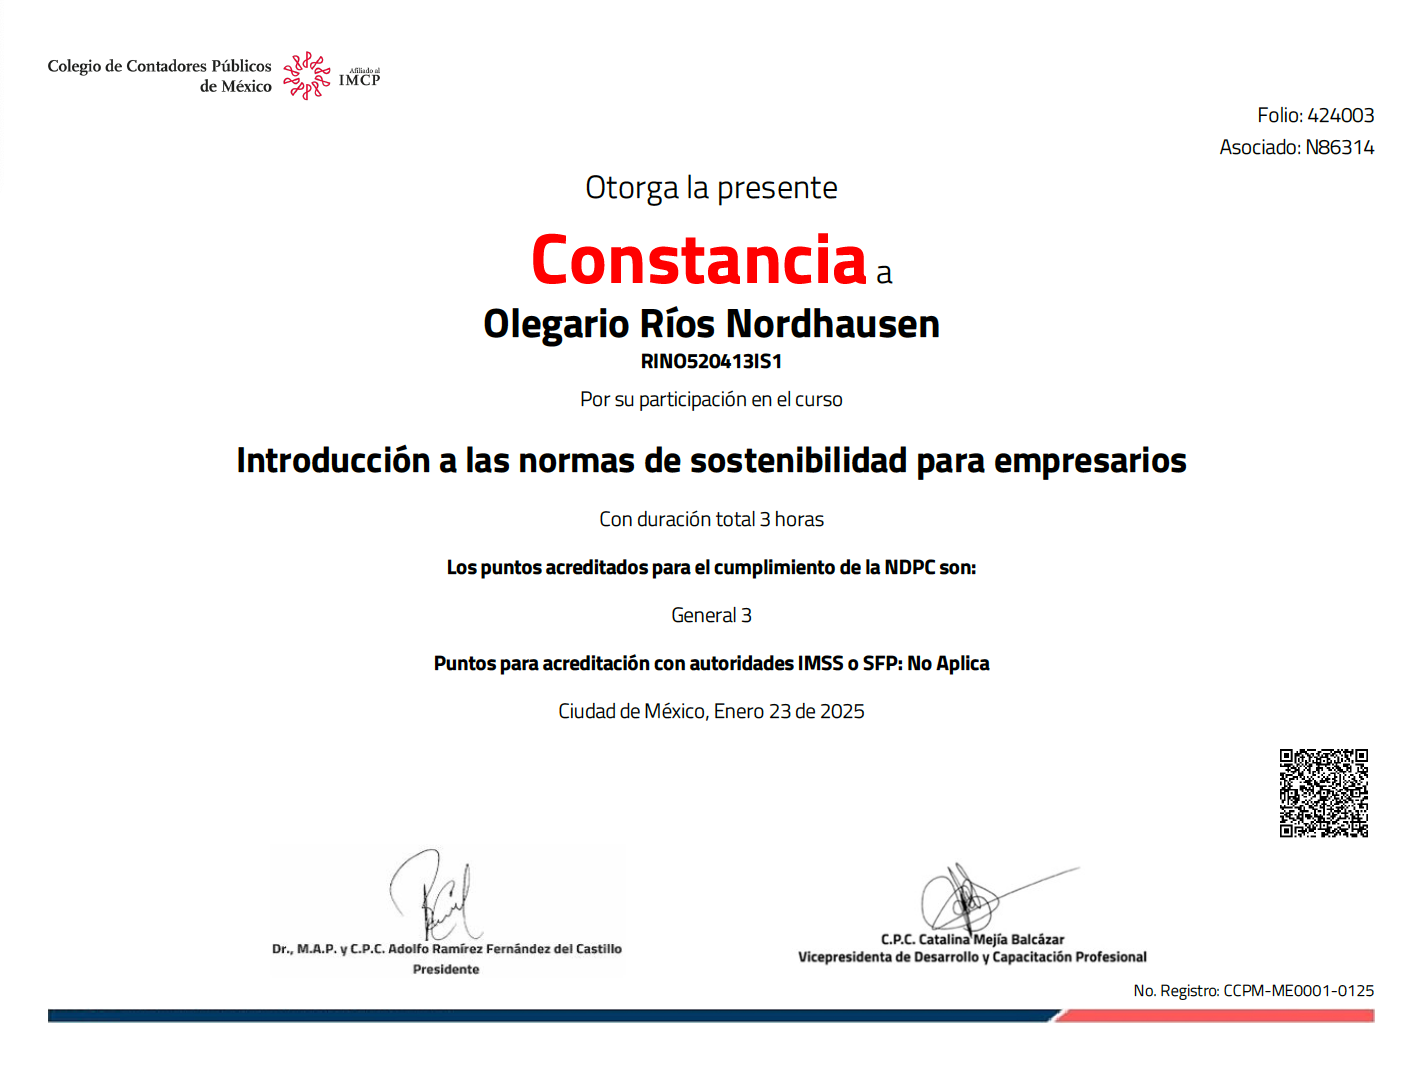 Colegio de Contadores Públicos
de México
Afiliado al
IMCP
Folio: 424003
Asociado: N86314
Otorga la presente
Constancia a
Olegario Ríos Nordhausen
RINO520413IS1
Por su participación en el curso
Introducción a las normas de sostenibilidad para empresarios
Con duración total 3 horas
Los puntos acreditados para el cumplimiento de la NDPC son:
General 3
Puntos para acreditación con autoridades IMSS o SFP: No Aplica
Ciudad de México, Enero 23 de 2025
Dr., M.A.P. y C.P.C. Adolfo Ramírez Fernández del Castillo
Presidente
C.P.C. Catalina Mejía Balcázar
Vicepresidenta de Desarrollo y Capacitación Profesional
No. Registro: CCPM-ME0001-0125